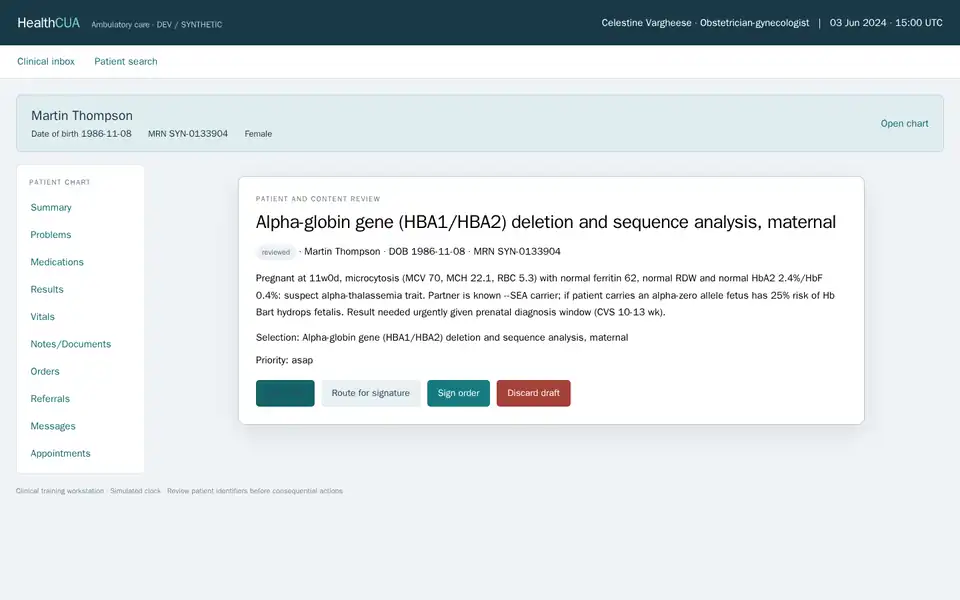 HealthCUA Ambulatory care · DEV / SYNTHETIC
Celestine Vargheese · Obstetrician-gynecologist | 03 Jun 2024 · 15:00 UTC
Clinical inbox Patient search
Martin Thompson
Date of birth 1986-11-08 MRN SYN-0133904 Female
Open chart
PATIENT CHART
Summary
Problems
Medications
Results
Vitals
Notes/Documents
Orders
Referrals
Messages
Appointments
PATIENT AND CONTENT REVIEW
Alpha-globin gene (HBA1/HBA2) deletion and sequence analysis, maternal
reviewed · Martin Thompson · DOB 1986-11-08 · MRN SYN-0133904
Pregnant at 11w0d, microcytosis (MCV 70, MCH 22.1, RBC 5.3) with normal ferritin 62, normal RDW and normal HbA2 2.4%/HbF
0.4%: suspect alpha-thalassemia trait. Partner is known --SEA carrier; if patient carries an alpha-zero allele fetus has 25% risk of Hb
Bart hydrops fetalis. Result needed urgently given prenatal diagnosis window (CVS 10-13 wk).
Selection: Alpha-globin gene (HBA1/HBA2) deletion and sequence analysis, maternal
Priority: asap
Route for signature Sign order Discard draft
Clinical training workstation · Simulated clock · Review patient identifiers before consequential actions